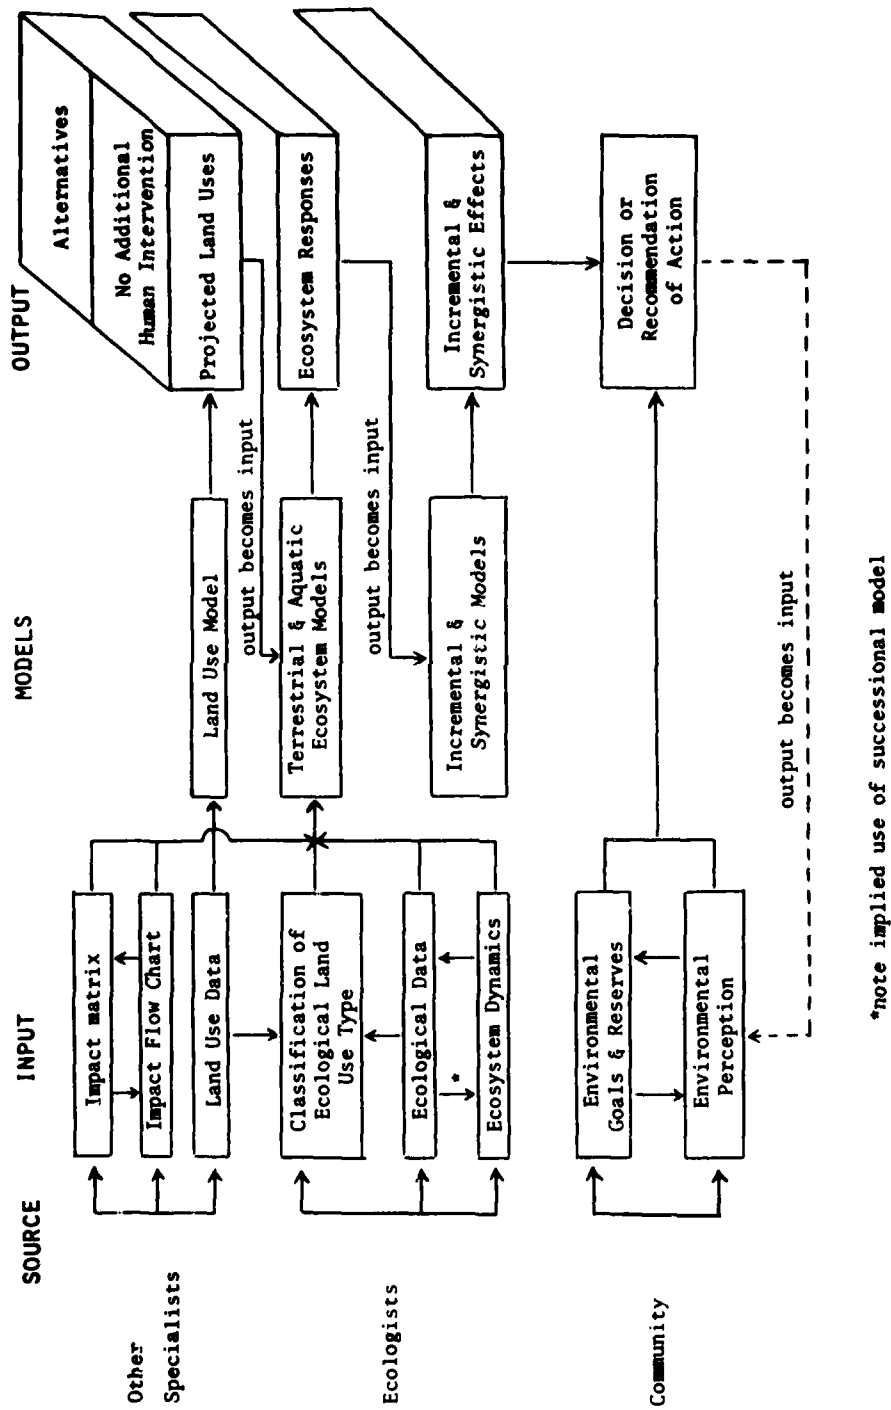 SOURCE
INPUT
MODELS
OUTPUT
Other
Specialists
Impact matrix
Impact Flow Chart
Land Use Data
Land Use Model
Alternatives
No Additional
Human Intervention
Projected Land Uses
output becomes input
Ecologists
Classification of
Ecological Land
Use Type
Ecological Data
*
Ecosystem Dynamics
Terrestrial & Aquatic
Ecosystem Models
Ecosystem Responses
output becomes input
Incremental &
Synergistic Models
Incremental &
Synergistic Effects
Community
Environmental
Goals & Reserves
Environmental
Perception
Decision or
Recommendation
of Action
output becomes input
*note implied use of successional model